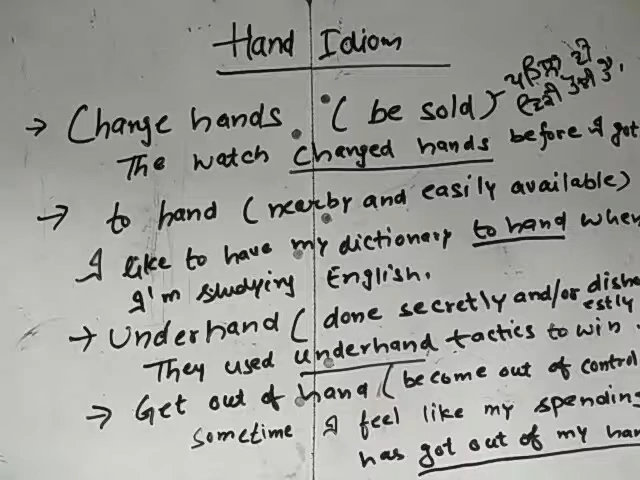 Hand Idiom
→ Change hands (be sold)
The watch changed hands before I got
→ to hand (nearby and easily available)
I like to have my dictionary to hand when
I'm studying English.
→ Underhand (done secretly and/or dishonestly
They used underhand tactics to win.
→ Get out of hand (become out of control
sometime I feel like my spending
has got out of my han